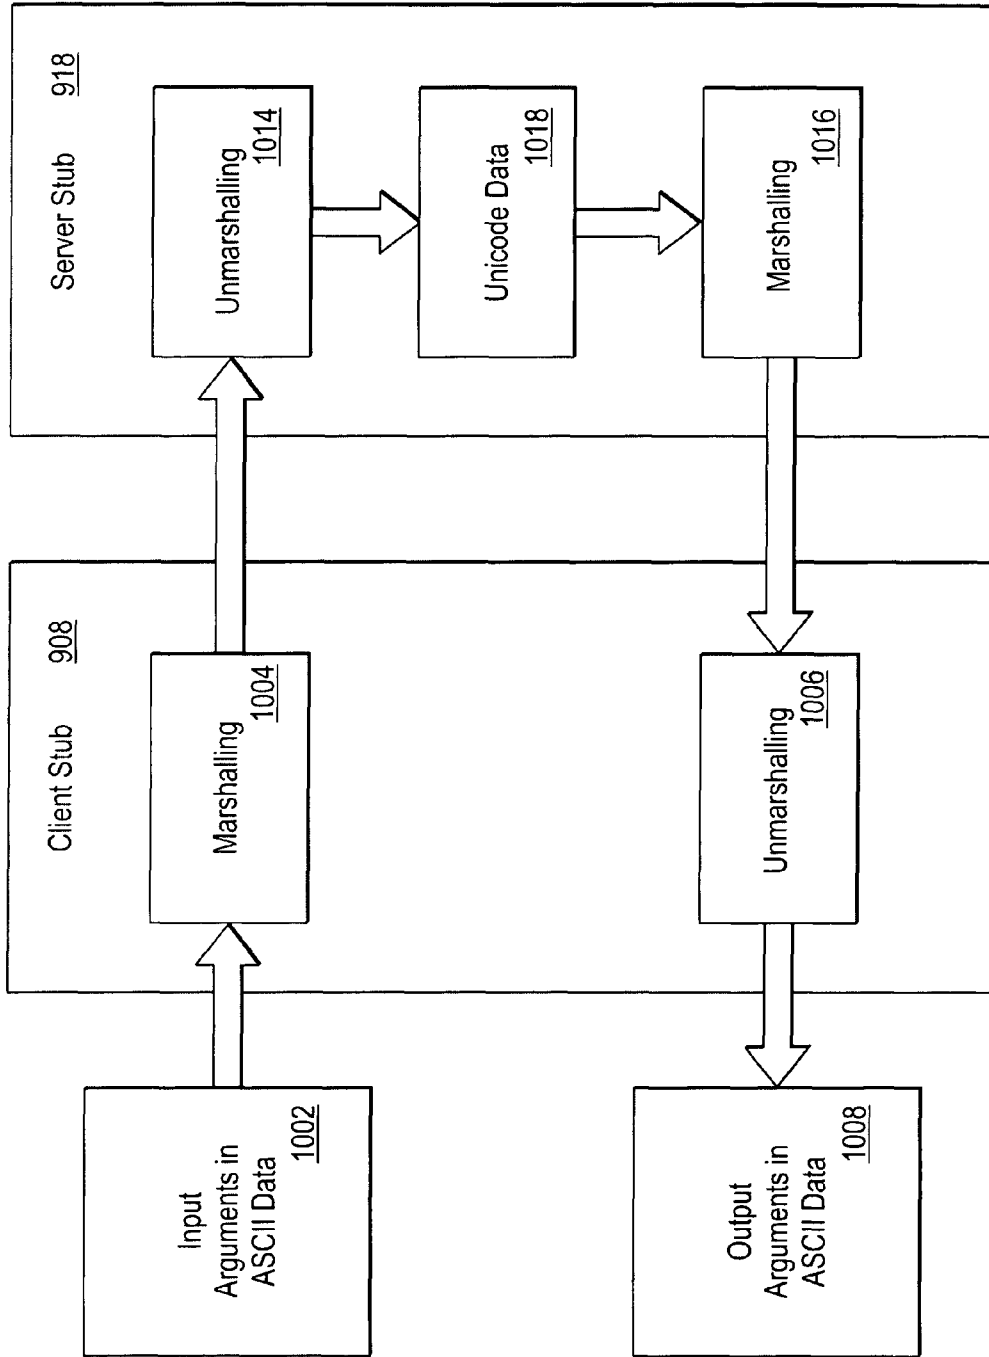 Input
Arguments in
ASCII Data
1002
Client Stub 908
Marshalling
1004
Server Stub 918
Unmarshalling
1014
Unicode Data
1018
Marshalling
1016
Unmarshalling
1006
Output
Arguments in
ASCII Data
1008